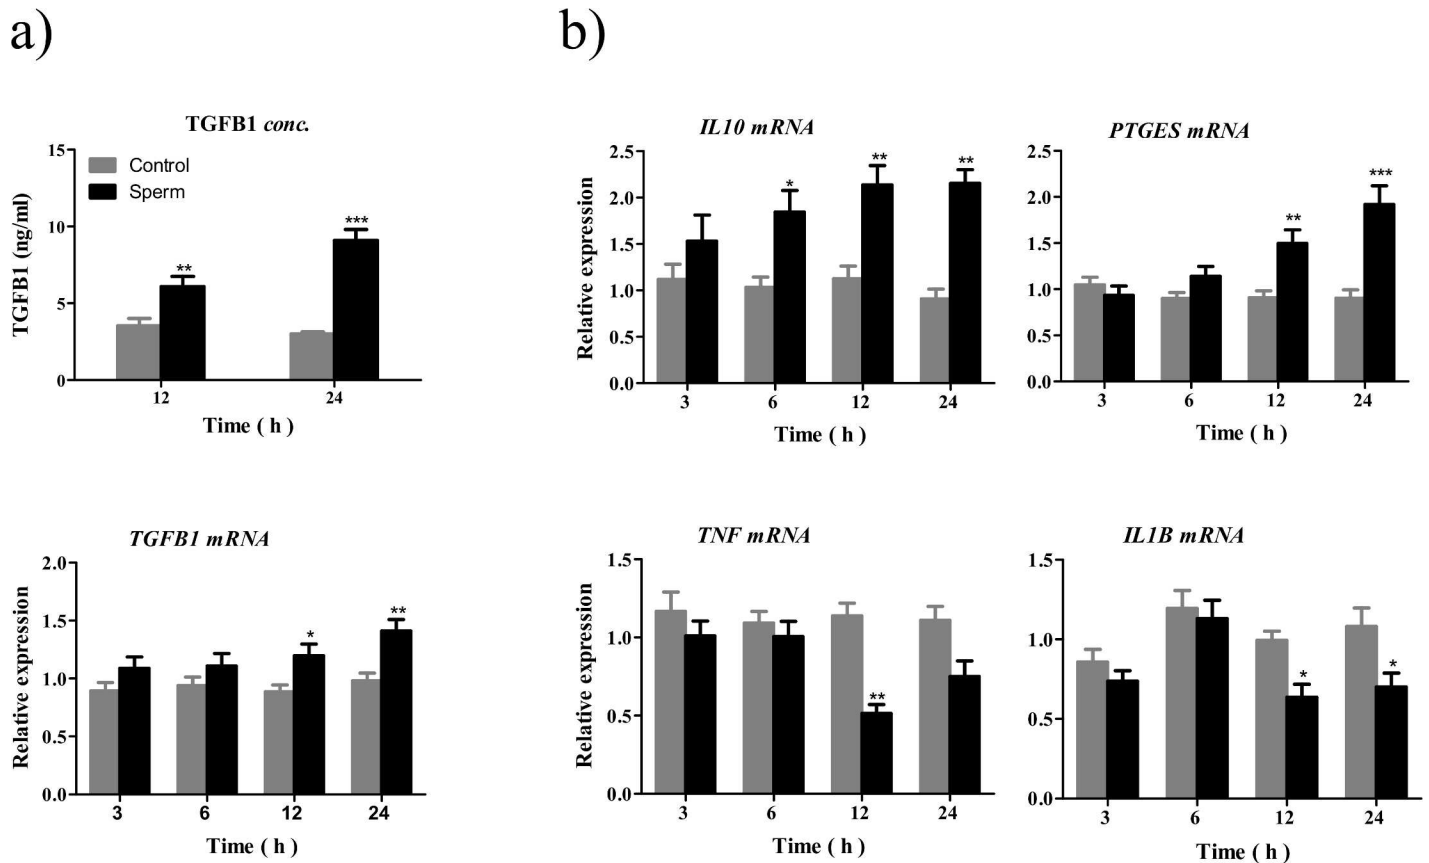 a)
TGFB1 conc.
TGFB1 (ng/ml)
15
10
5
0
Control
Sperm
**
***
12 24
Time ( h )
TGFB1 mRNA
Relative expression
2.0
1.5
1.0
0.5
0.0
*
**
3 6 12 24
Time ( h )
b)
IL10 mRNA
Relative expression
2.5
2.0
1.5
1.0
0.5
0.0
*
**
**
3 6 12 24
Time ( h )
PTGES mRNA
2.5
2.0
1.5
1.0
0.5
0.0
**
***
3 6 12 24
Time ( h )
TNF mRNA
Relative expression
1.5
1.0
0.5
0.0
**
3 6 12 24
Time ( h )
IL1B mRNA
1.5
1.0
0.5
0.0
*
*
3 6 12 24
Time ( h )